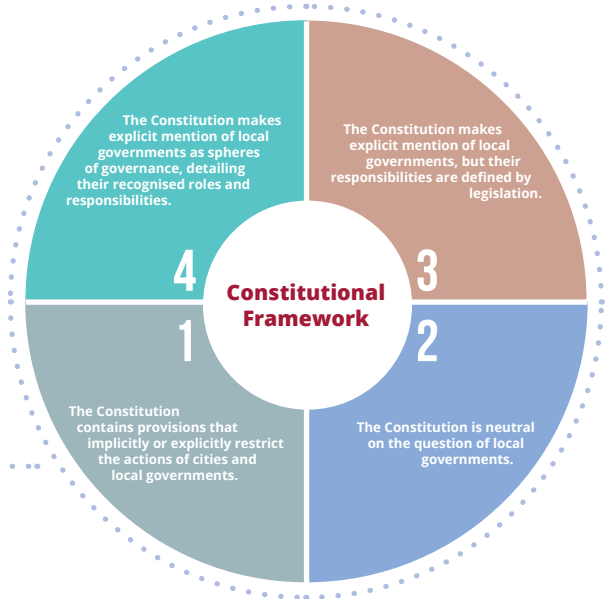 The Constitution makes
explicit mention of local
governments as spheres
of governance, detailing
their recognised roles and
responsibilities.
4
The Constitution makes
explicit mention of local
governments, but their
responsibilities are defined by
legislation.
3
Constitutional
Framework
1
The Constitution
contains provisions that
implicitly or explicitly restrict
the actions of cities and
local governments.
2
The Constitution is neutral
on the question of local
governments.